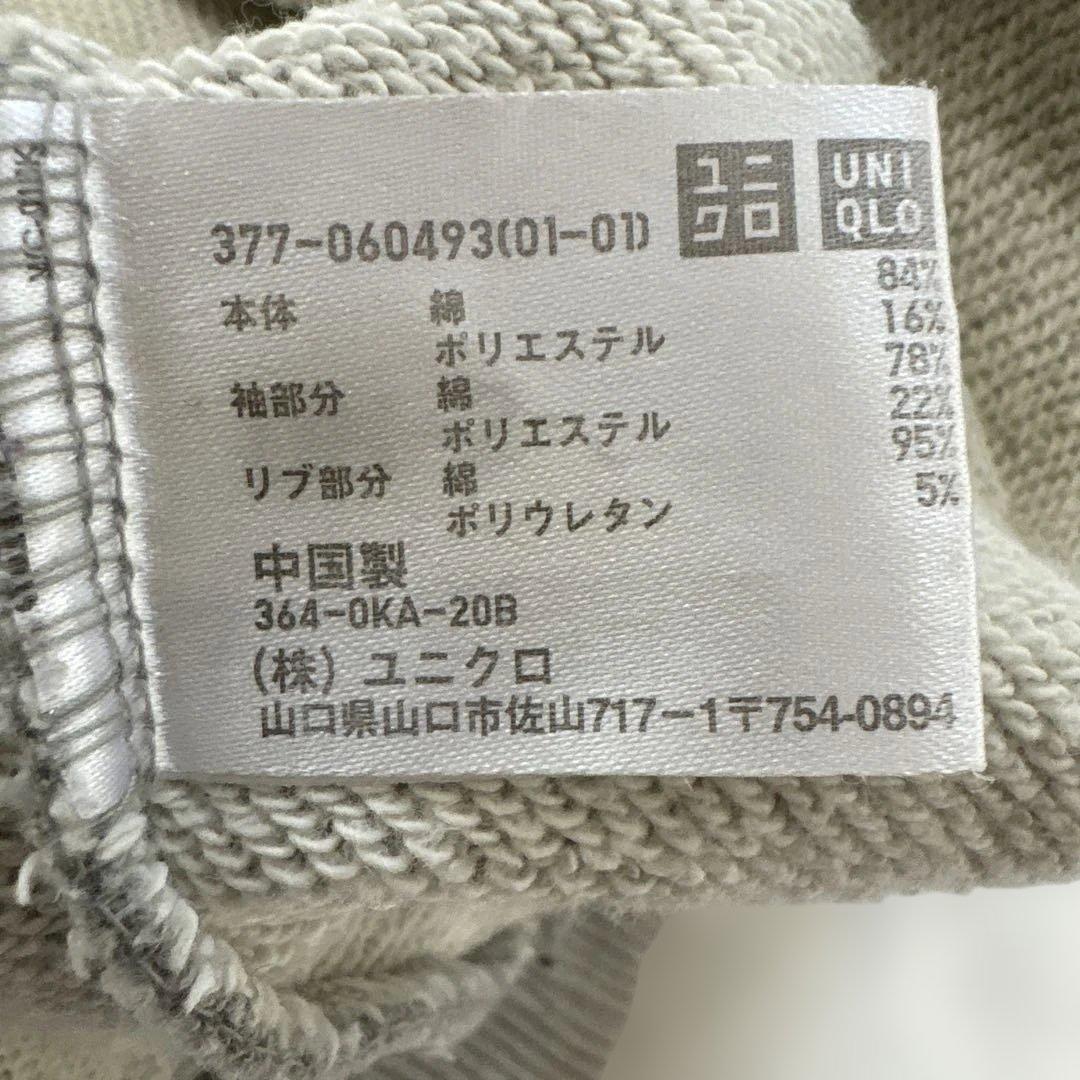 ユニ
クロ
UNI
QLO
377-060493(01-01)
本体 綿 84%
ポリエステル 16%
袖部分 綿 78%
ポリエステル 22%
リブ部分 綿 95%
ポリウレタン 5%
中国製
364-0KA-20B
(株) ユニクロ
山口県山口市佐山717-1〒754-0894